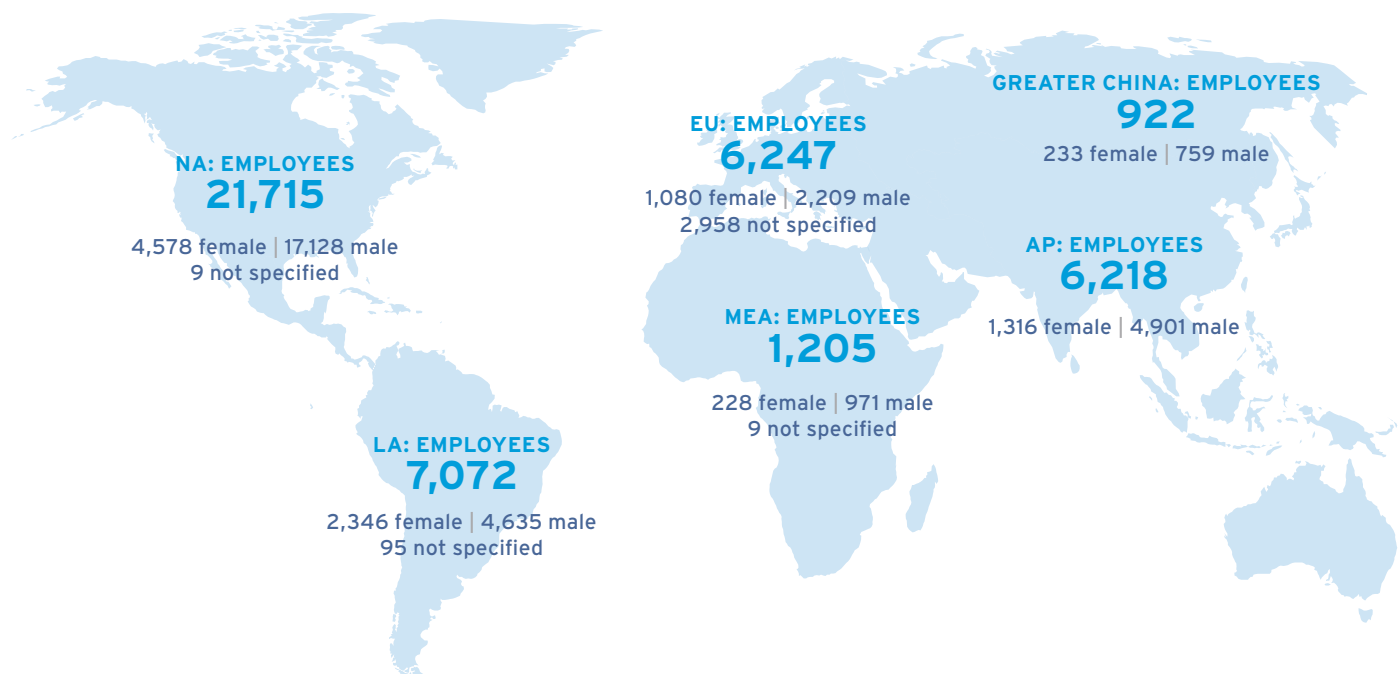 NA: EMPLOYEES
21,715
4,578 female | 17,128 male
9 not specified
LA: EMPLOYEES
7,072
2,346 female | 4,635 male
95 not specified
EU: EMPLOYEES
6,247
1,080 female | 2,209 male
2,958 not specified
MEA: EMPLOYEES
1,205
228 female | 971 male
9 not specified
GREATER CHINA: EMPLOYEES
922
233 female | 759 male
AP: EMPLOYEES
6,218
1,316 female | 4,901 male